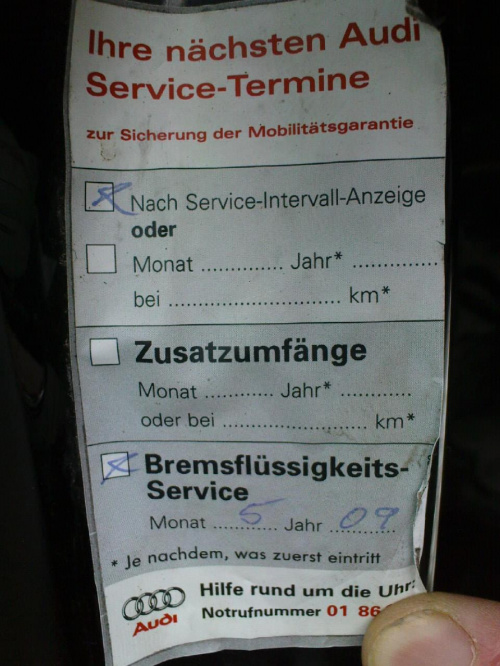 Ihre nächsten Audi
Service-Termine
zur Sicherung der Mobilitätsgarantie
Nach Service-Intervall-Anzeige
oder
Monat .............. Jahr* ..............
bei ............................ km*
Zusatzumfänge
Monat ............ Jahr* ............
oder bei ......................... km*
Bremsflüssigkeits-
Service
Monat 5 Jahr 09
* Je nachdem, was zuerst eintritt
Hilfe rund um die Uhr:
Notrufnummer 01 86
Audi